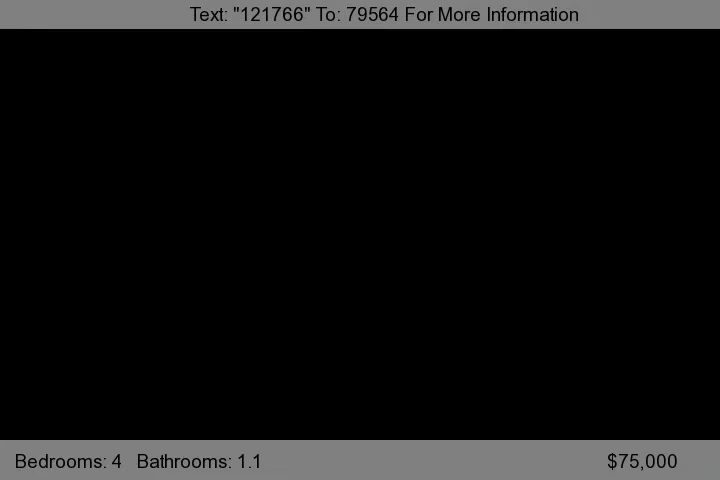 Text: "121766" To: 79564 For More Information
Bedrooms: 4 Bathrooms: 1.1 $75,000